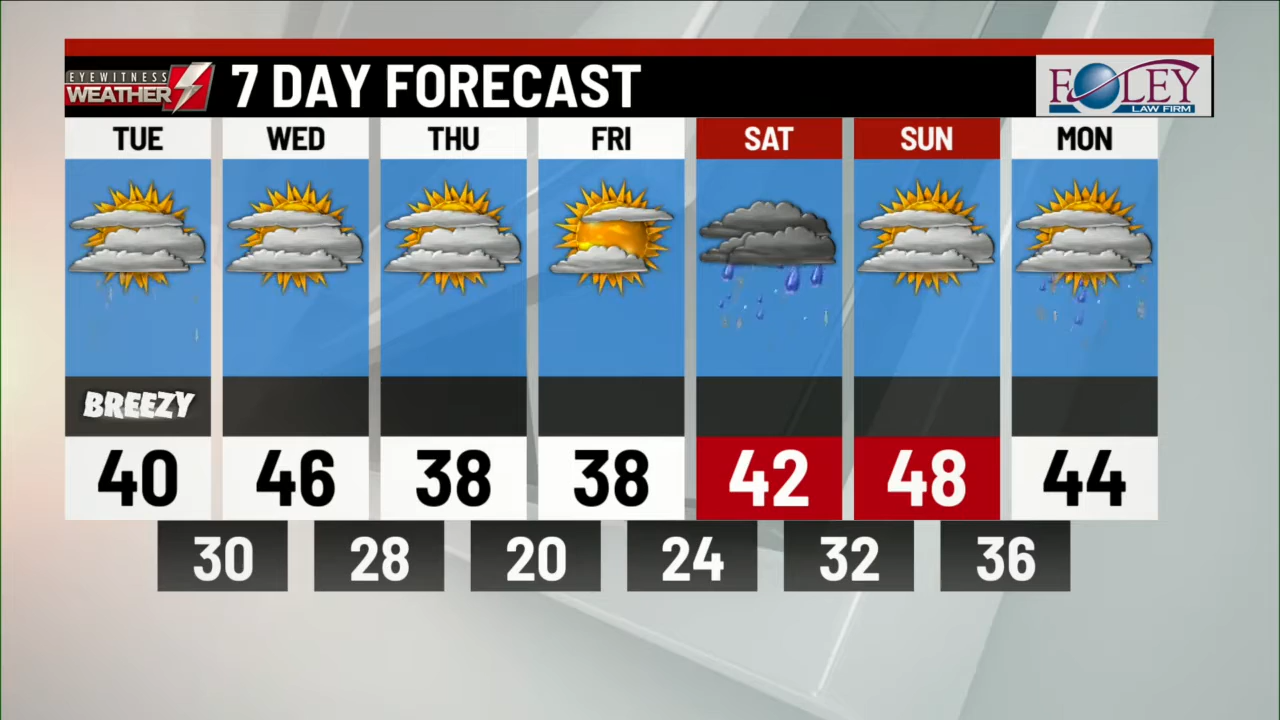 EYEWITNESS
WEATHER
7 DAY FORECAST
FOLEY
LAW FIRM
TUE WED THU FRI SAT SUN MON
BREEZY
40 46 38 38 42 48 44
30 28 20 24 32 36